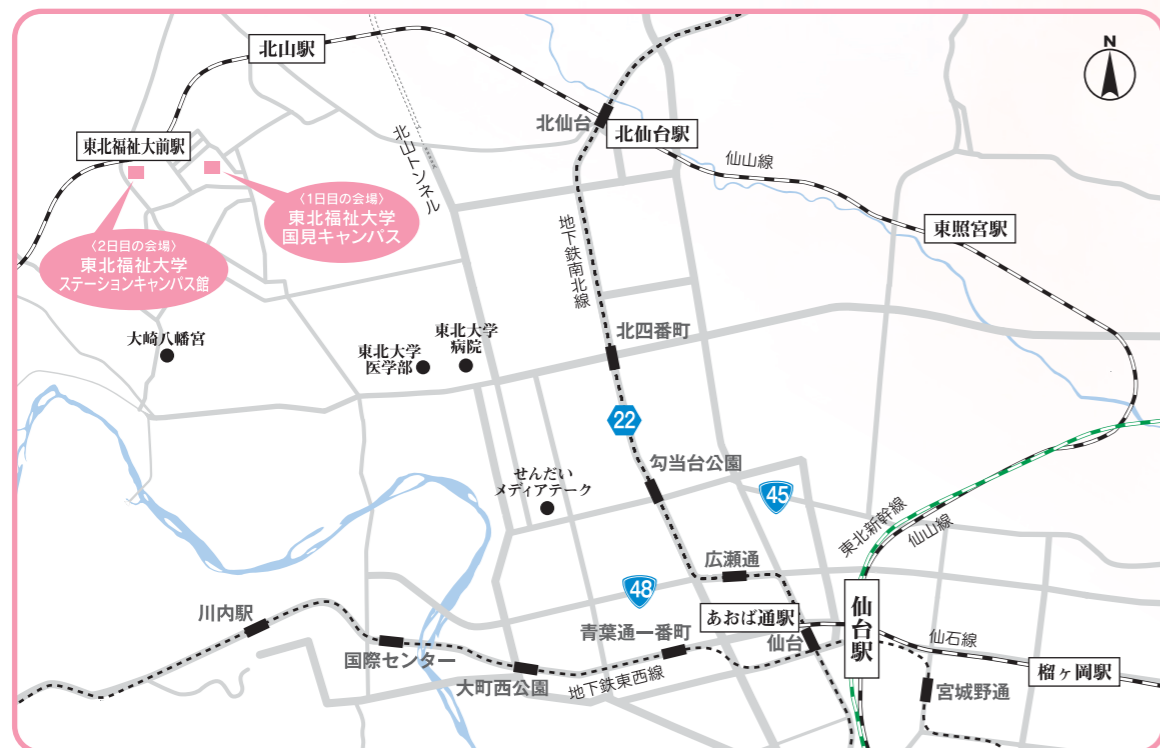 北山駅
N
東北福祉大前駅
北仙台
北仙台駅
仙山線
北山トンネル
〈1日目の会場〉
東北福祉大学
国見キャンパス
東照宮駅
〈2日目の会場〉
東北福祉大学
ステーションキャンパス館
地下鉄南北線
大崎八幡宮
東北大学
医学部
東北大学
病院
北四番町
22
勾当台公園
せんだい
メディアテーク
45
東北新幹線
仙山線
広瀬通
48
川内駅
あおば通駅
仙台駅
青葉通一番町
仙台
仙石線
国際センター
大町西公園
地下鉄東西線
榴ヶ岡駅
宮城野通